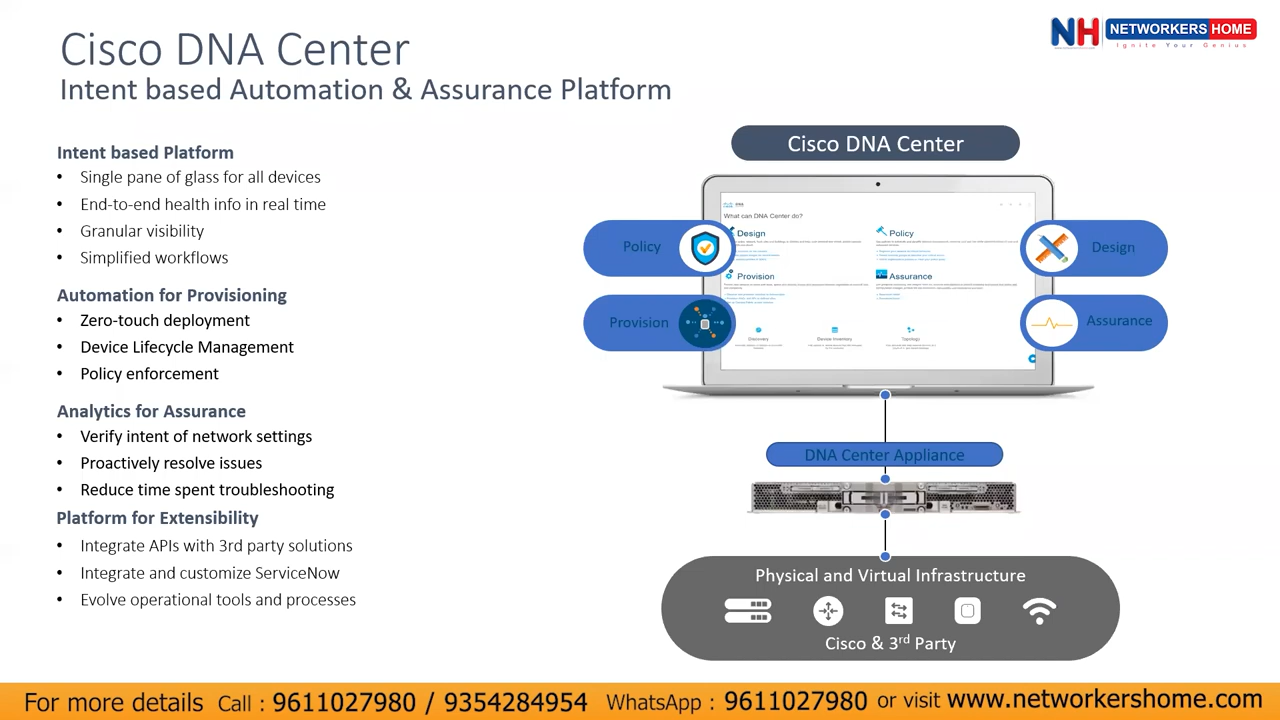 Cisco DNA Center
Intent based Automation & Assurance Platform
NH NETWORKERS HOME
Ignite Your Genius
Intent based Platform
• Single pane of glass for all devices
• End-to-end health info in real time
• Granular visibility
• Simplified workflows
Automation for Provisioning
• Zero-touch deployment
• Device Lifecycle Management
• Policy enforcement
Analytics for Assurance
• Verify intent of network settings
• Proactively resolve issues
• Reduce time spent troubleshooting
Platform for Extensibility
• Integrate APIs with 3rd party solutions
• Integrate and customize ServiceNow
• Evolve operational tools and processes
Cisco DNA Center
What can DNA Center do?
Design
Policy
Provision
Assurance
Discovery
Device Inventory
Topology
Policy
Provision
Design
Assurance
DNA Center Appliance
Physical and Virtual Infrastructure
Cisco & 3rd Party
For more details Call : 9611027980 / 9354284954 WhatsApp : 9611027980 or visit www.networkershome.com